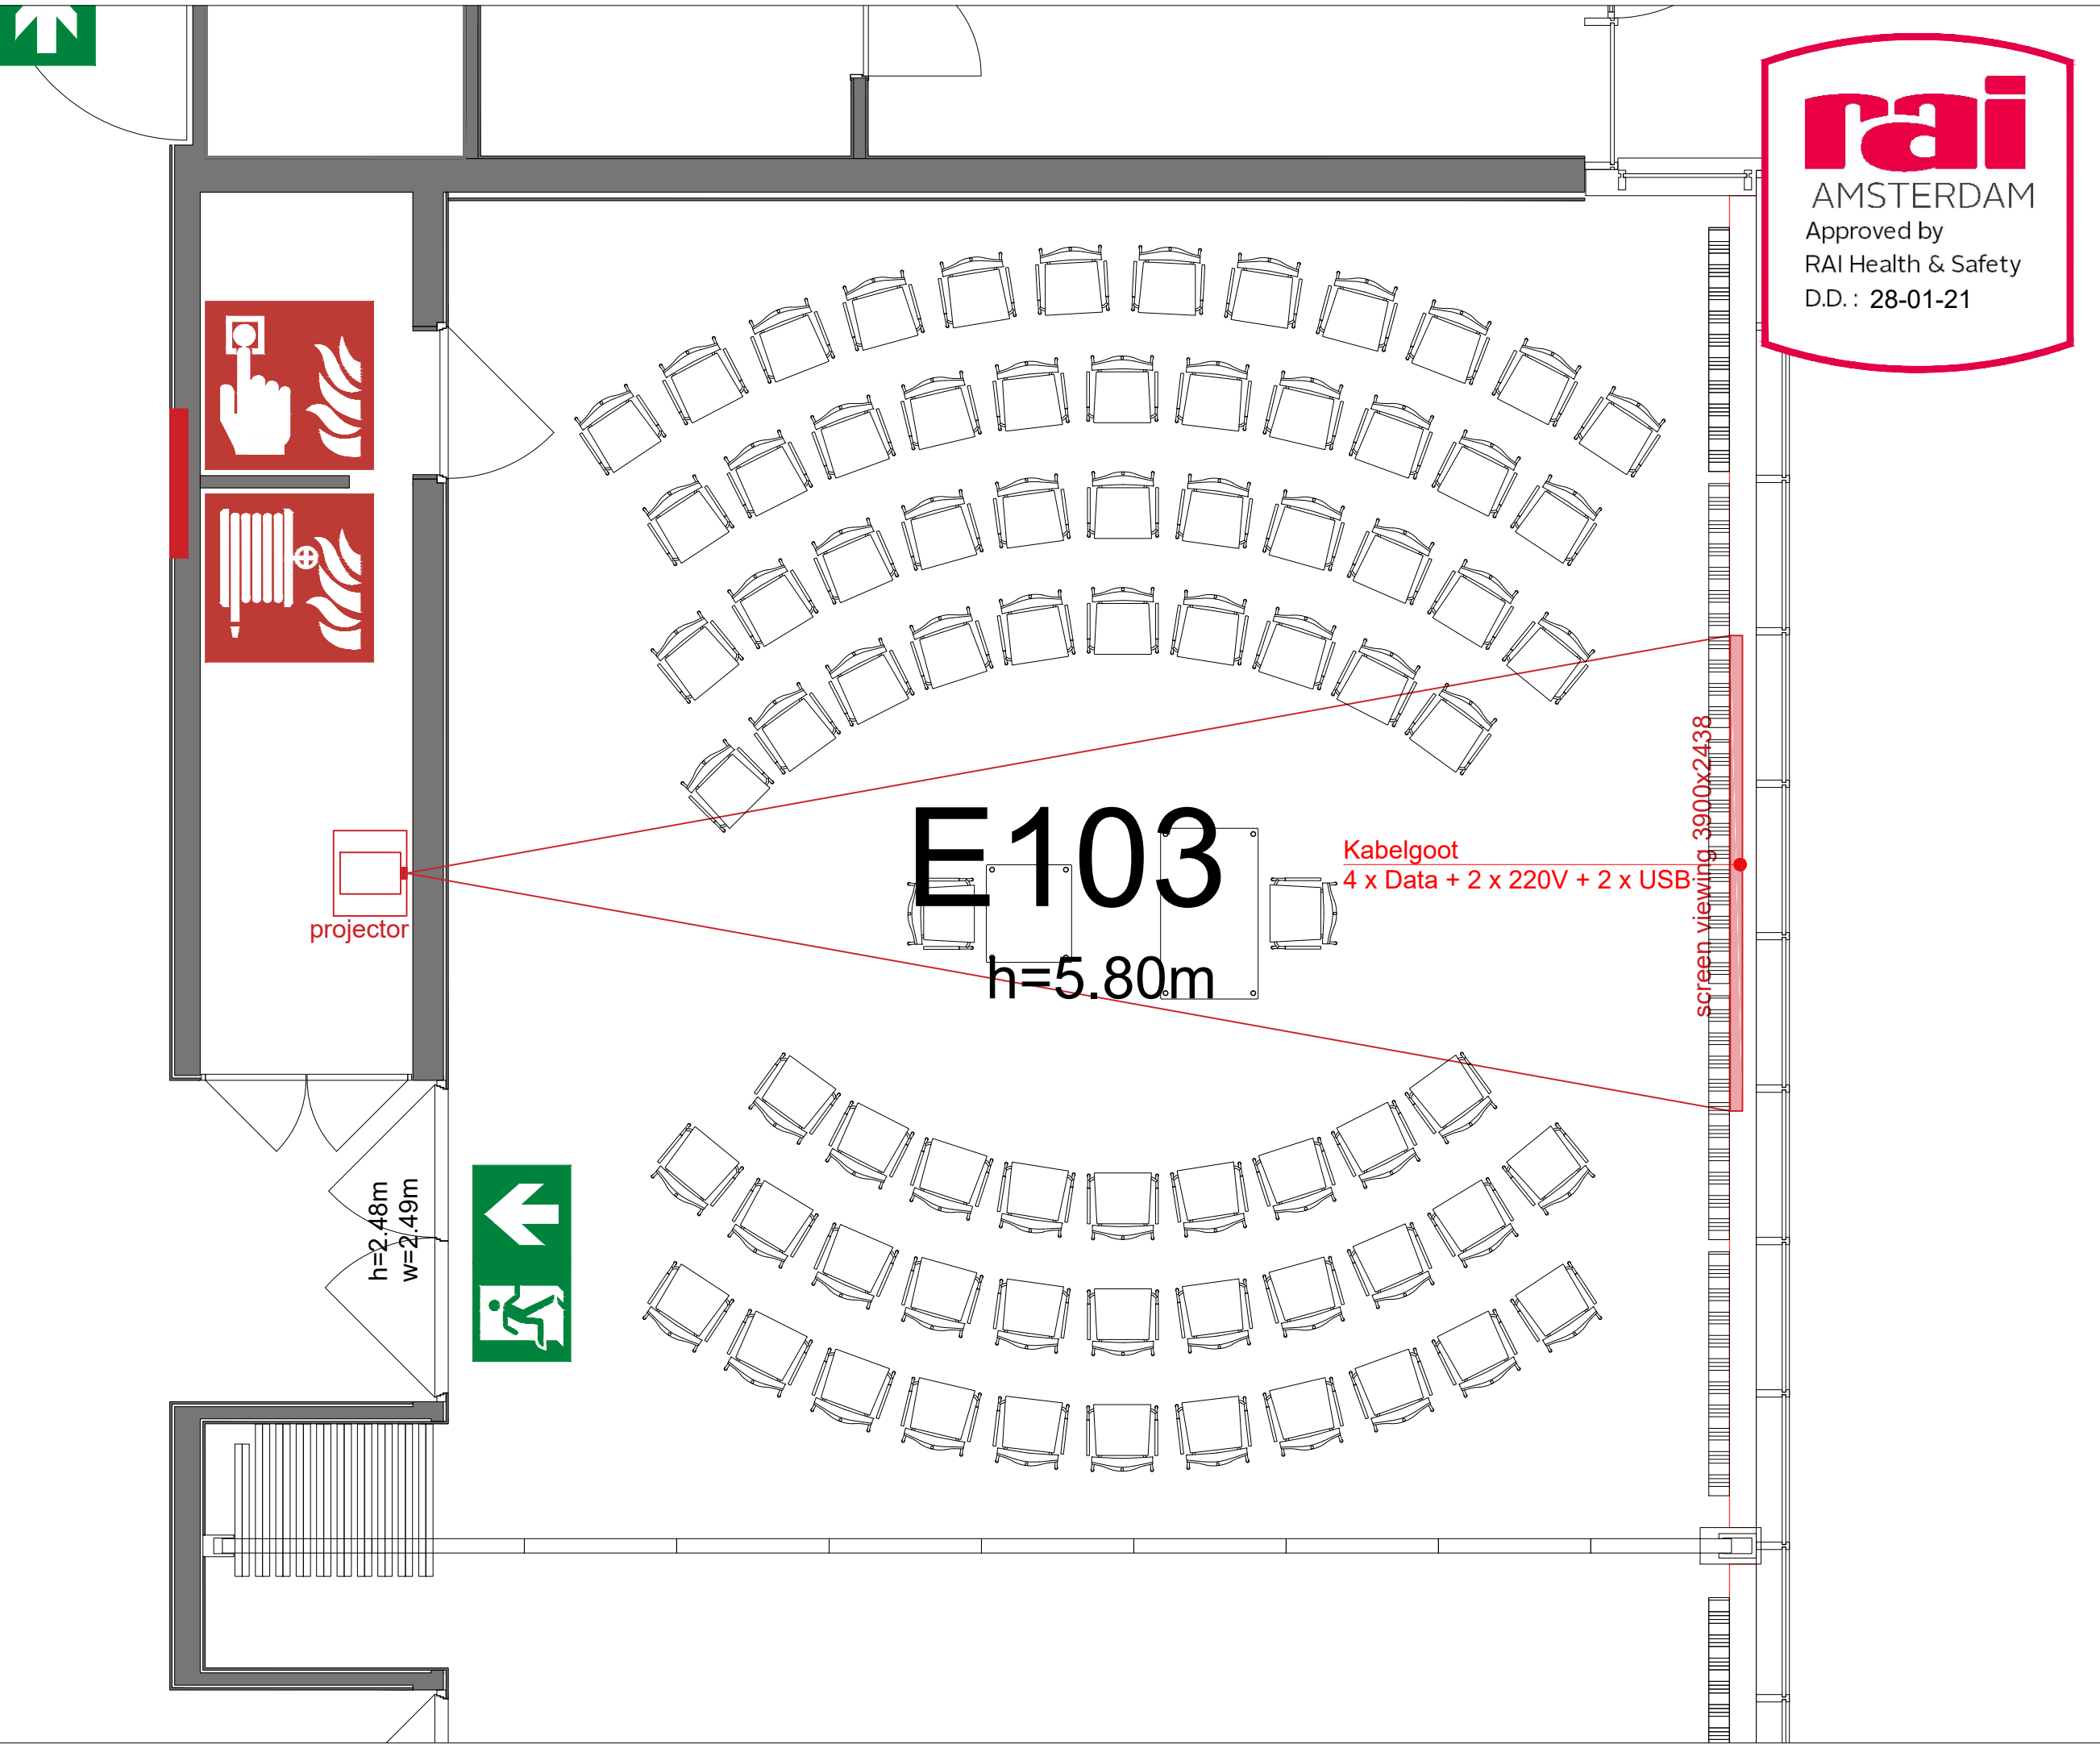 rai
AMSTERDAM
Approved by
RAI Health & Safety
D.D. : 28-01-21
E103
h=5.80m
Kabelgoot
4 x Data + 2 x 220V + 2 x USB
screen viewing 3900x2438
projector
h=2.48m
w=2.49m